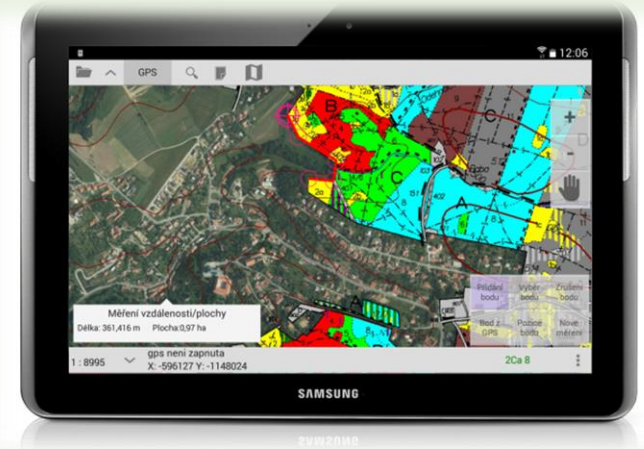 12:06
GPS
B
C
C
A
A
2a
Měření vzdálenosti/plochy
Délka: 361,416 m Plocha:0,97 ha
Přidání bodu
Výběr bodu
Zrušení bodu
Bod z GPS
Pozice bodu
Nové měření
1 : 8995
gps není zapnuta
X: -596127 Y: -1148024
2Ca 8
SAMSUNG